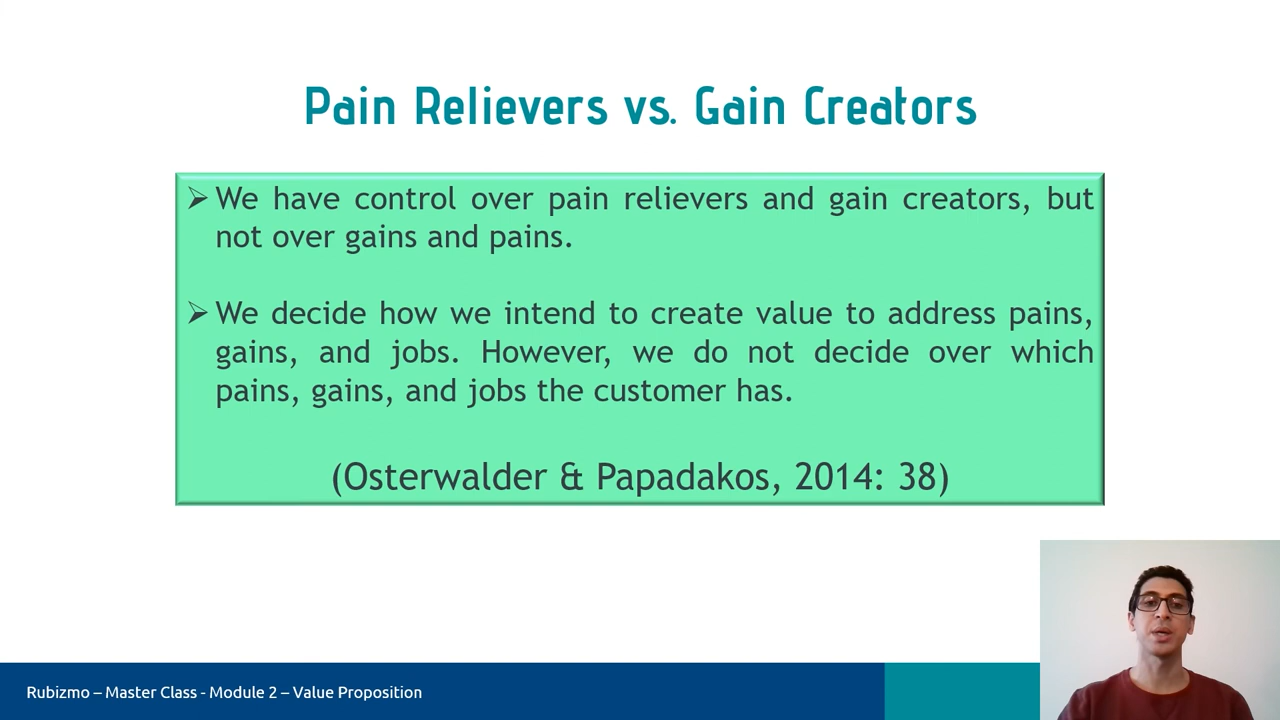 Pain Relievers vs. Gain Creators
➢ We have control over pain relievers and gain creators, but
not over gains and pains.
➢ We decide how we intend to create value to address pains,
gains, and jobs. However, we do not decide over which
pains, gains, and jobs the customer has.
(Osterwalder & Papadakos, 2014: 38)
Rubizmo – Master Class - Module 2 – Value Proposition